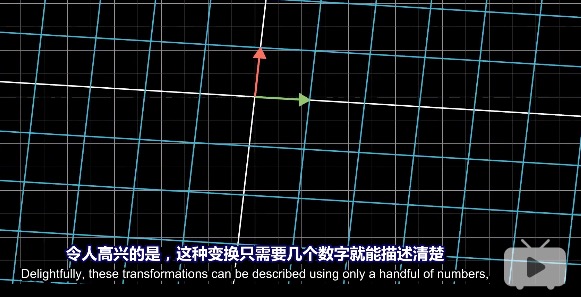 令人高兴的是，这种变换只需要几个数字就能描述清楚
Delightfully, these transformations can be described using only a handful of numbers,